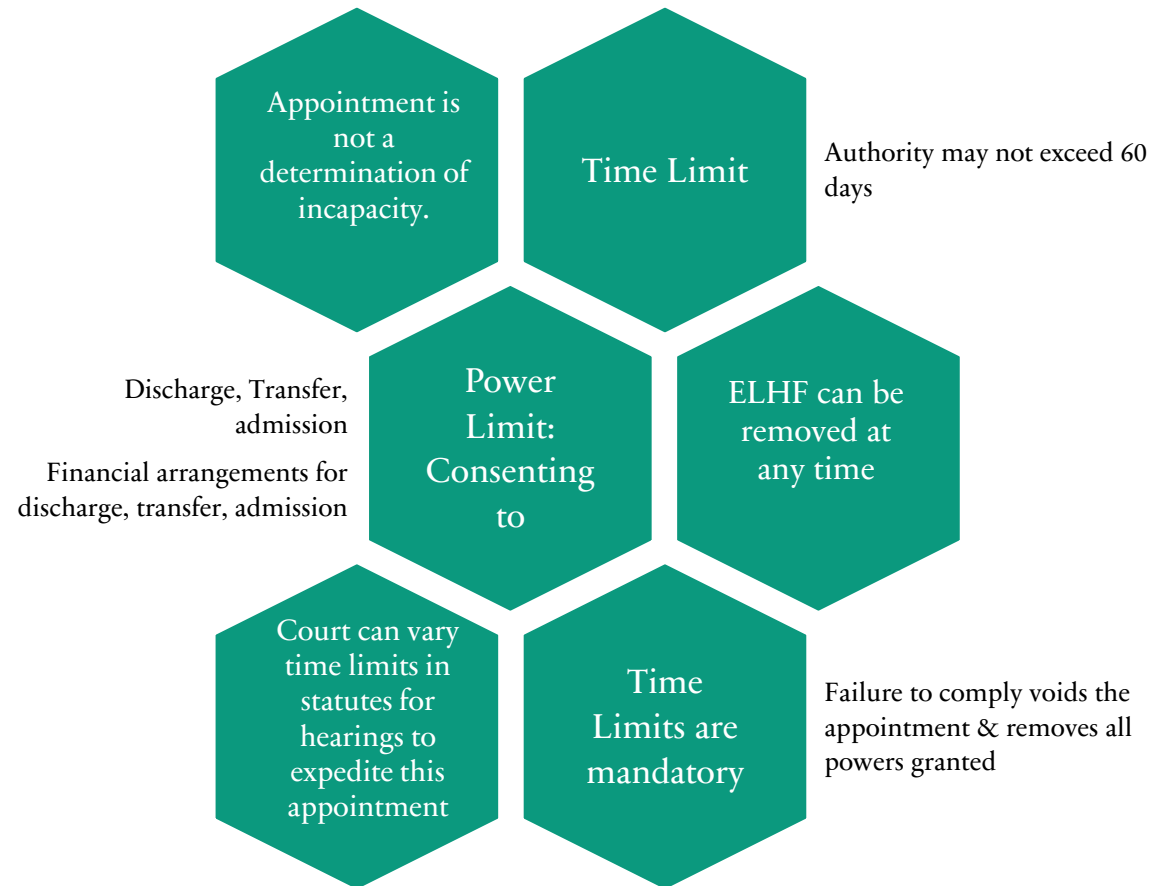 Appointment is
not a
determination of
incapacity.
Time Limit
Authority may not exceed 60
days
Discharge, Transfer,
admission
Financial arrangements for
discharge, transfer, admission
Power
Limit:
Consenting
to
ELHF can be
removed at
any time
Court can vary
time limits in
statutes for
hearings to
expedite this
appointment
Time
Limits are
mandatory
Failure to comply voids the
appointment & removes all
powers granted